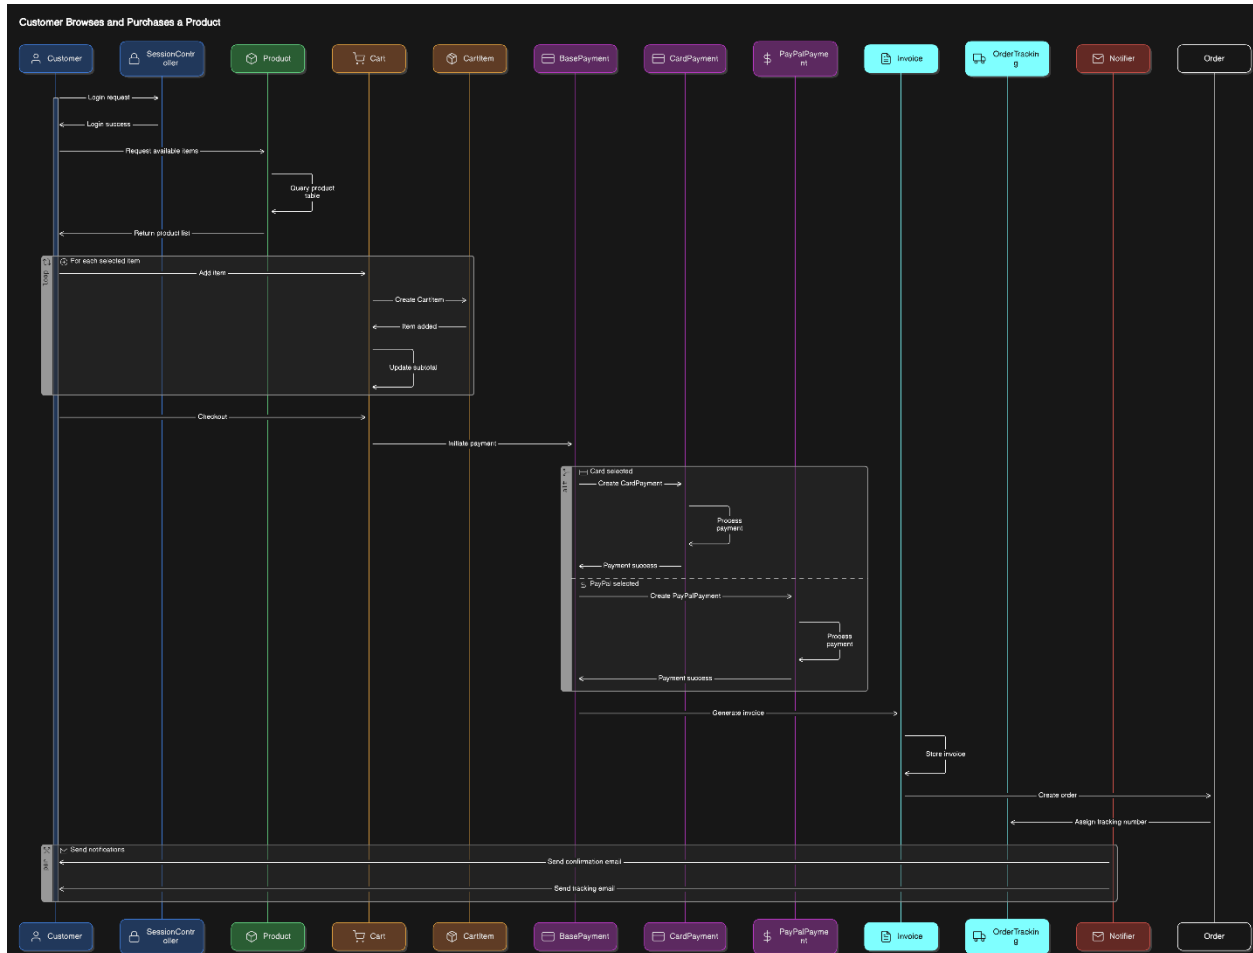 Customer Browses and Purchases a Product
Customer
SessionContr
oller
Product
Cart
CartItem
BasePayment
CardPayment
PayPalPayme
nt
Invoice
OrderTrackin
g
Notifier
Order
Login request
Login success
Request available items
Query product
table
Return product list
loop
For each selected item
Add item
Create CartItem
Item added
Update subtotal
Checkout
Initiate payment
alt
Card selected
Create CardPayment
Process
payment
Payment success
PayPal selected
Create PayPalPayment
Process
payment
Payment success
Generate invoice
Store invoice
Create order
Assign tracking number
Send notifications
Send confirmation email
Send tracking email
Customer
SessionContr
oller
Product
Cart
CartItem
BasePayment
CardPayment
PayPalPayme
nt
Invoice
OrderTrackin
g
Notifier
Order